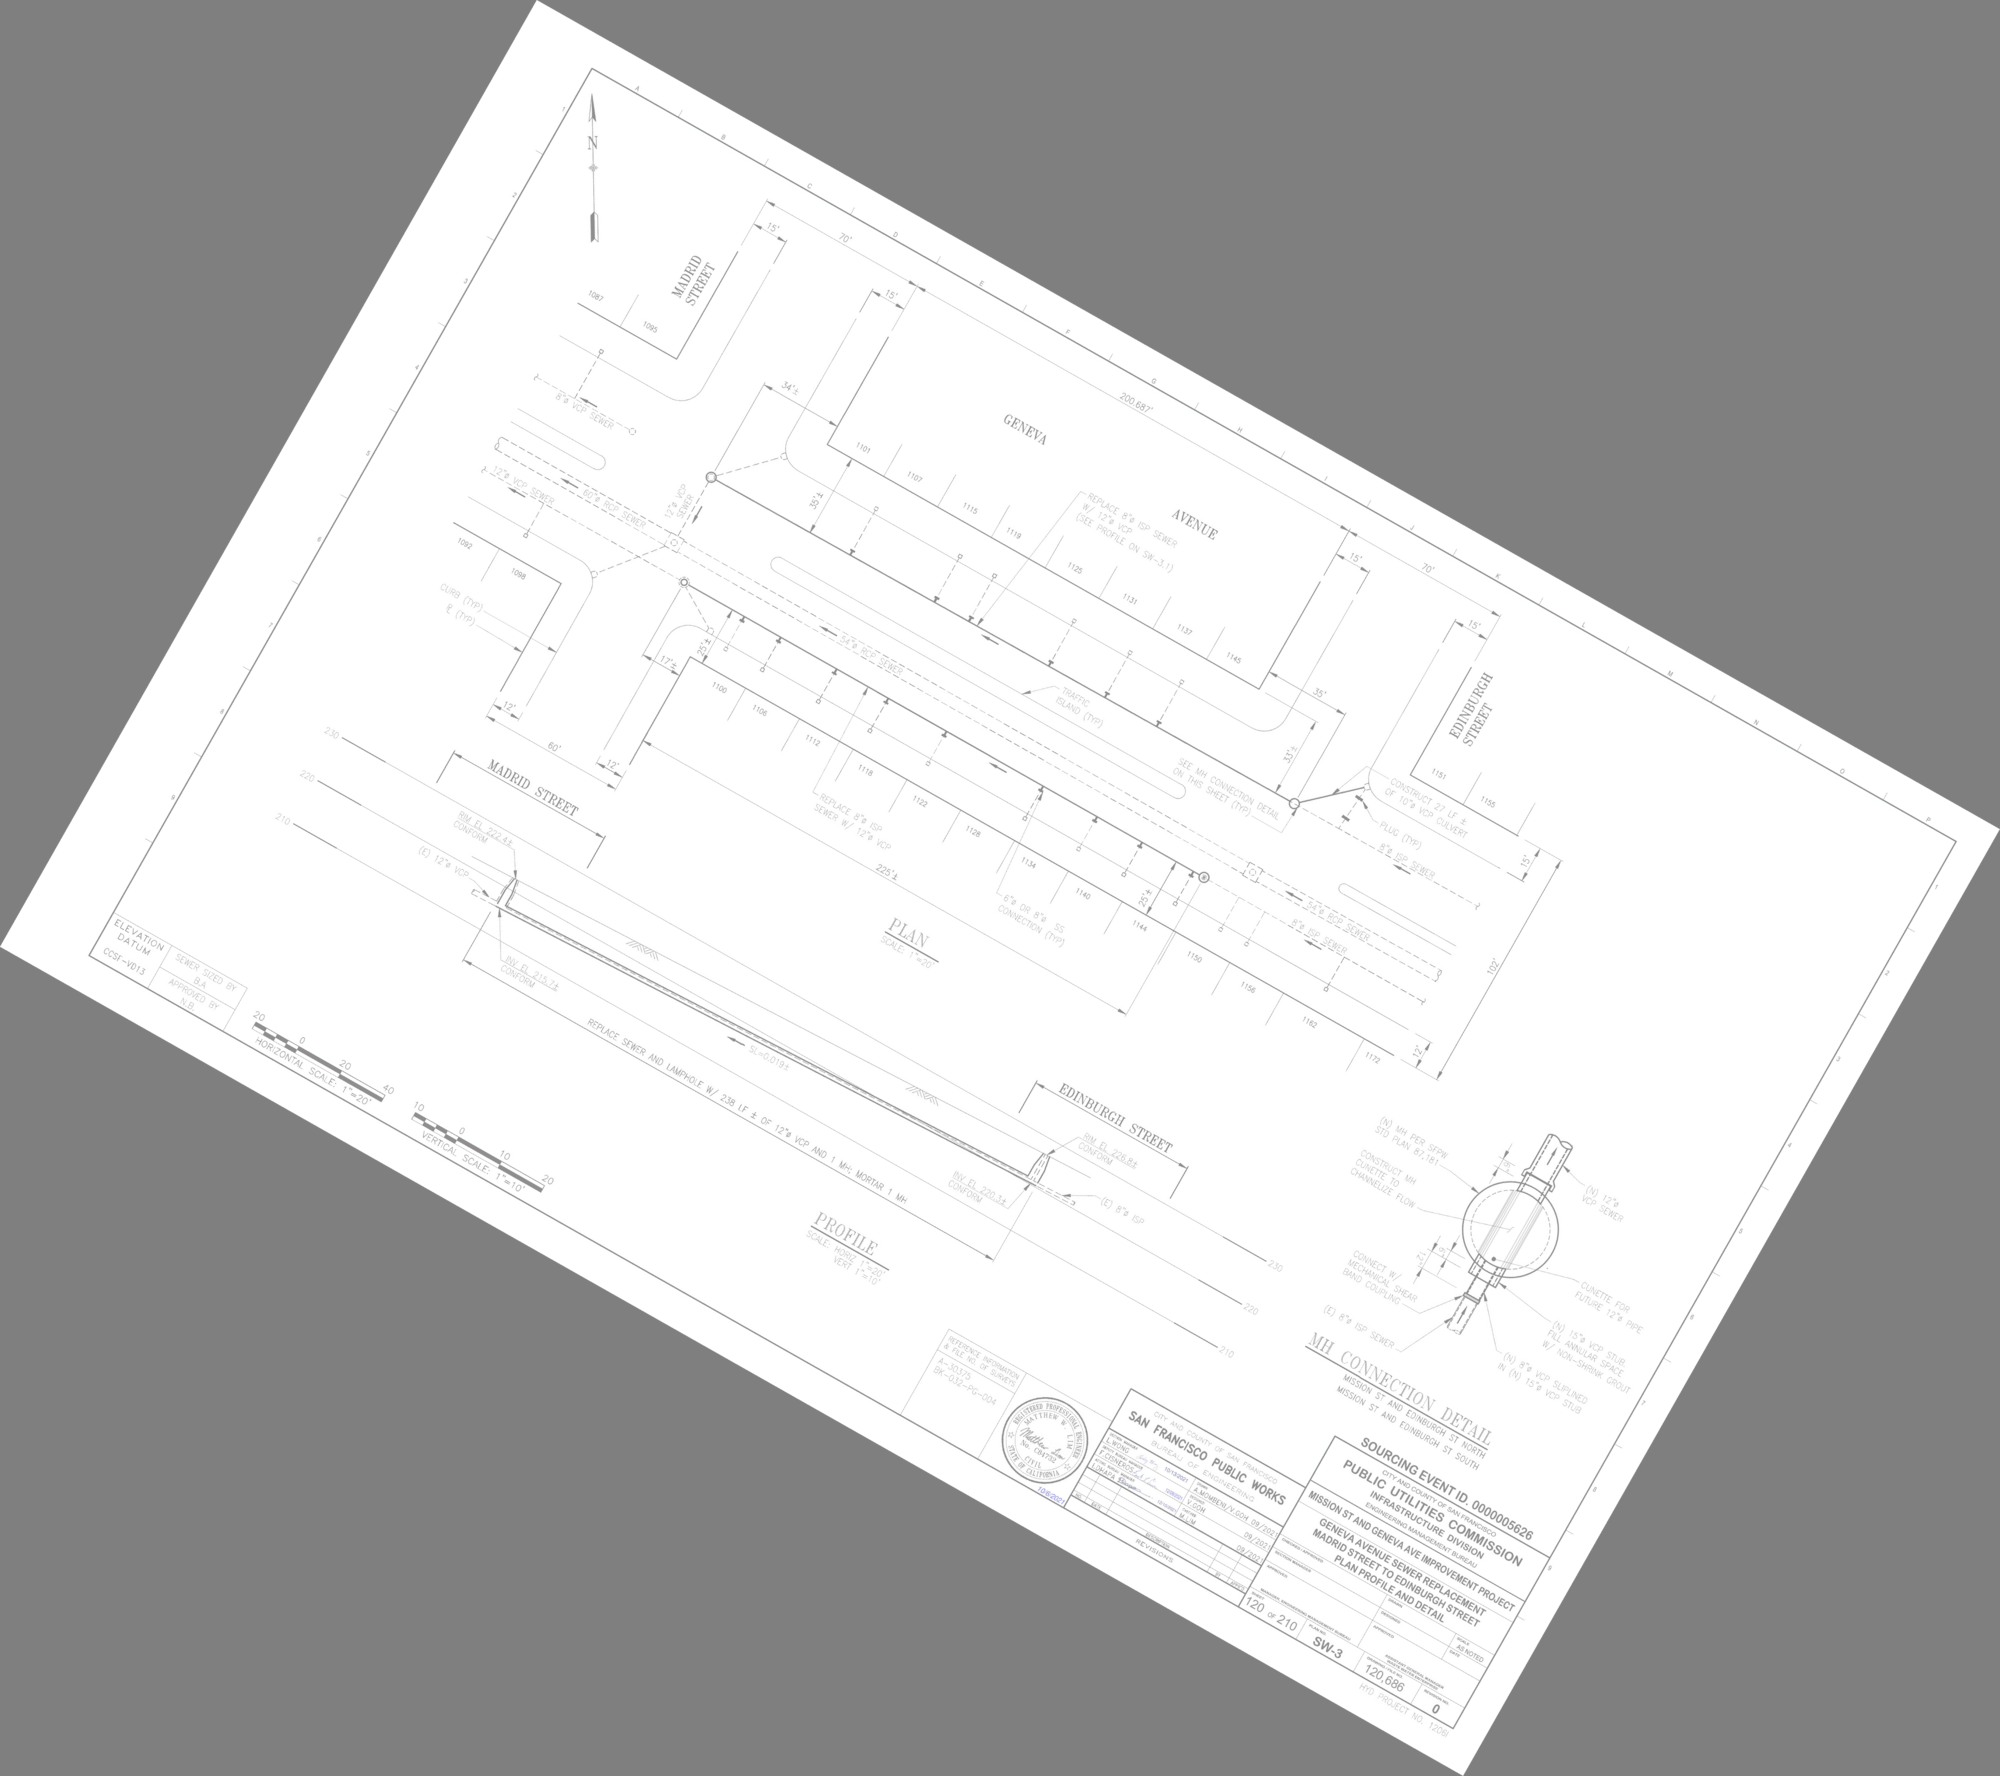 N
MADRID
STREET
70'
15'
15'
1087
1095
34'±
8"ø VCP SEWER
12"ø VCP SEWER
60"ø RCP SEWER
12"ø VCP
SEWER
GENEVA
AVENUE
200.687'
1101
1107
1115
1119
1125
1131
1137
1145
35'±
REPLACE 8"ø ISP SEWER
W/ 12"ø VCP
(SEE PROFILE ON SW-3.1)
15'
70'
15'
35'
EDINBURGH
STREET
1151
1155
35'±
1092
1098
CURB (TYP)
℄ (TYP)
12'
60'
12'
17'±
25'±
54"ø RCP SEWER
TRAFFIC
ISLAND (TYP)
SEE MH CONNECTION DETAIL
ON THIS SHEET (TYP)
CONSTRUCT 27 LF ±
OF 10"ø VCP CULVERT
PLUG (TYP)
8"ø ISP SEWER
15'
102'
12'
1100
1106
1112
1118
1122
1128
1134
1140
1144
1150
1156
1162
1172
REPLACE 8"ø ISP
SEWER W/ 12"ø VCP
225'±
6"ø OR 8"ø SS
CONNECTION (TYP)
25'±
54"ø RCP SEWER
8"ø ISP SEWER
PLAN
SCALE: 1"=20'
230
220
210
MADRID STREET
RIM EL 222.4±
CONFORM
(E) 12"ø VCP
INV EL 215.7±
CONFORM
SL=0.019±
REPLACE SEWER AND LAMPHOLE W/ 238 LF ± OF 12"ø VCP AND 1 MH; MORTAR 1 MH
EDINBURGH STREET
RIM EL 226.8±
CONFORM
INV EL 220.3±
CONFORM
(E) 8"ø ISP
230
220
210
PROFILE
SCALE: HORIZ 1"=20'
VERT 1"=10'
ELEVATION
DATUM
CCSF-VD13
SEWER SIZED BY
B.A.
APPROVED BY
N.B.
20 0 20 40
HORIZONTAL SCALE: 1"=20'
10 0 10 20
VERTICAL SCALE: 1"=10'
(N) MH PER SFPW
STD PLAN 87,181
CONSTRUCT MH
CUNETTE TO
CHANNELIZE FLOW
(N) 12"ø
VCP SEWER
CONNECT W/
MECHANICAL SHEAR
BAND COUPLING
(E) 8"ø ISP SEWER
CUNETTE FOR
FUTURE 12"ø PIPE
(N) 15"ø VCP STUB.
FILL ANNULAR SPACE
W/ NON-SHRINK GROUT
(N) 8"ø VCP SLIPLINED
IN (N) 15"ø VCP STUB
MH CONNECTION DETAIL
MISSION ST AND EDINBURGH ST NORTH
MISSION ST AND EDINBURGH ST SOUTH
REFERENCE INFORMATION
& FILE NO. OF SURVEYS
A-30375
BK-032-PG-004
REGISTERED PROFESSIONAL ENGINEER
MATTHEW W LIM
No. C84732
CIVIL
STATE OF CALIFORNIA
10/6/2021
CITY AND COUNTY OF SAN FRANCISCO
SAN FRANCISCO PUBLIC WORKS
BUREAU OF ENGINEERING
L.WONG
10/13/2021
F.CISNEROS
A.MOMBENI/V.GOH 09/2021
V.GOH 09/2021
M.LIM 09/2021
REVISIONS
SOURCING EVENT ID. 0000005626
CITY AND COUNTY OF SAN FRANCISCO
PUBLIC UTILITIES COMMISSION
INFRASTRUCTURE DIVISION
ENGINEERING MANAGEMENT BUREAU
MISSION ST AND GENEVA AVE IMPROVEMENT PROJECT
GENEVA AVENUE SEWER REPLACEMENT
MADRID STREET TO EDINBURGH STREET
PLAN PROFILE AND DETAIL
AS NOTED
120 OF 210
SW-3
120,686
0
HYD PROJECT NO. 1209J